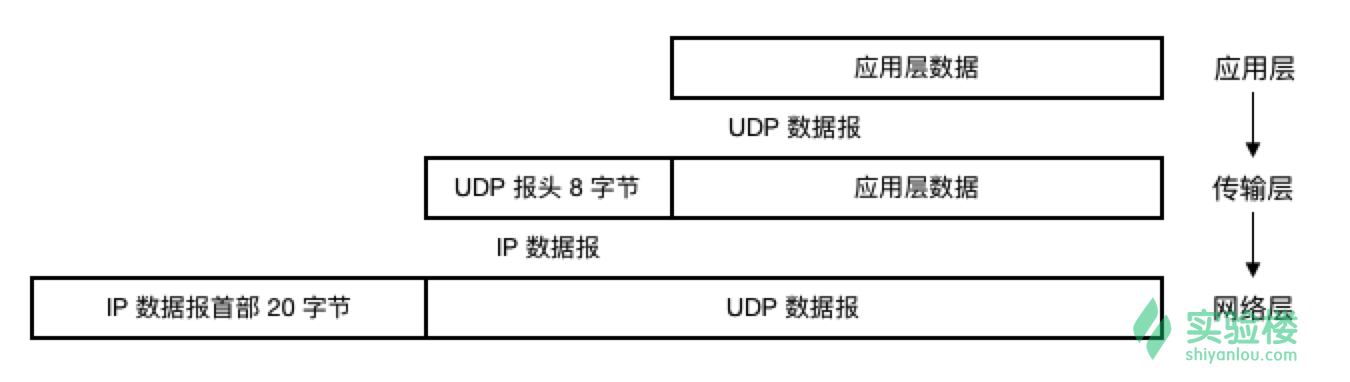 应用层数据 应用层
UDP 数据报
UDP 报头 8 字节 应用层数据 传输层
IP 数据报
IP 数据报首部 20 字节 UDP 数据报 网络层
实验楼
shiyanlou.com